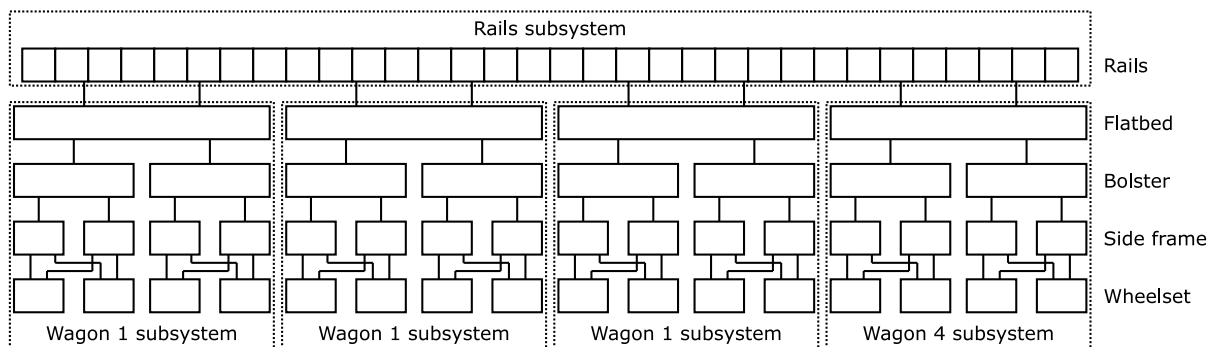 Rails subsystem
Rails
Flatbed
Bolster
Side frame
Wheelset
Wagon 1 subsystem
Wagon 1 subsystem
Wagon 1 subsystem
Wagon 4 subsystem